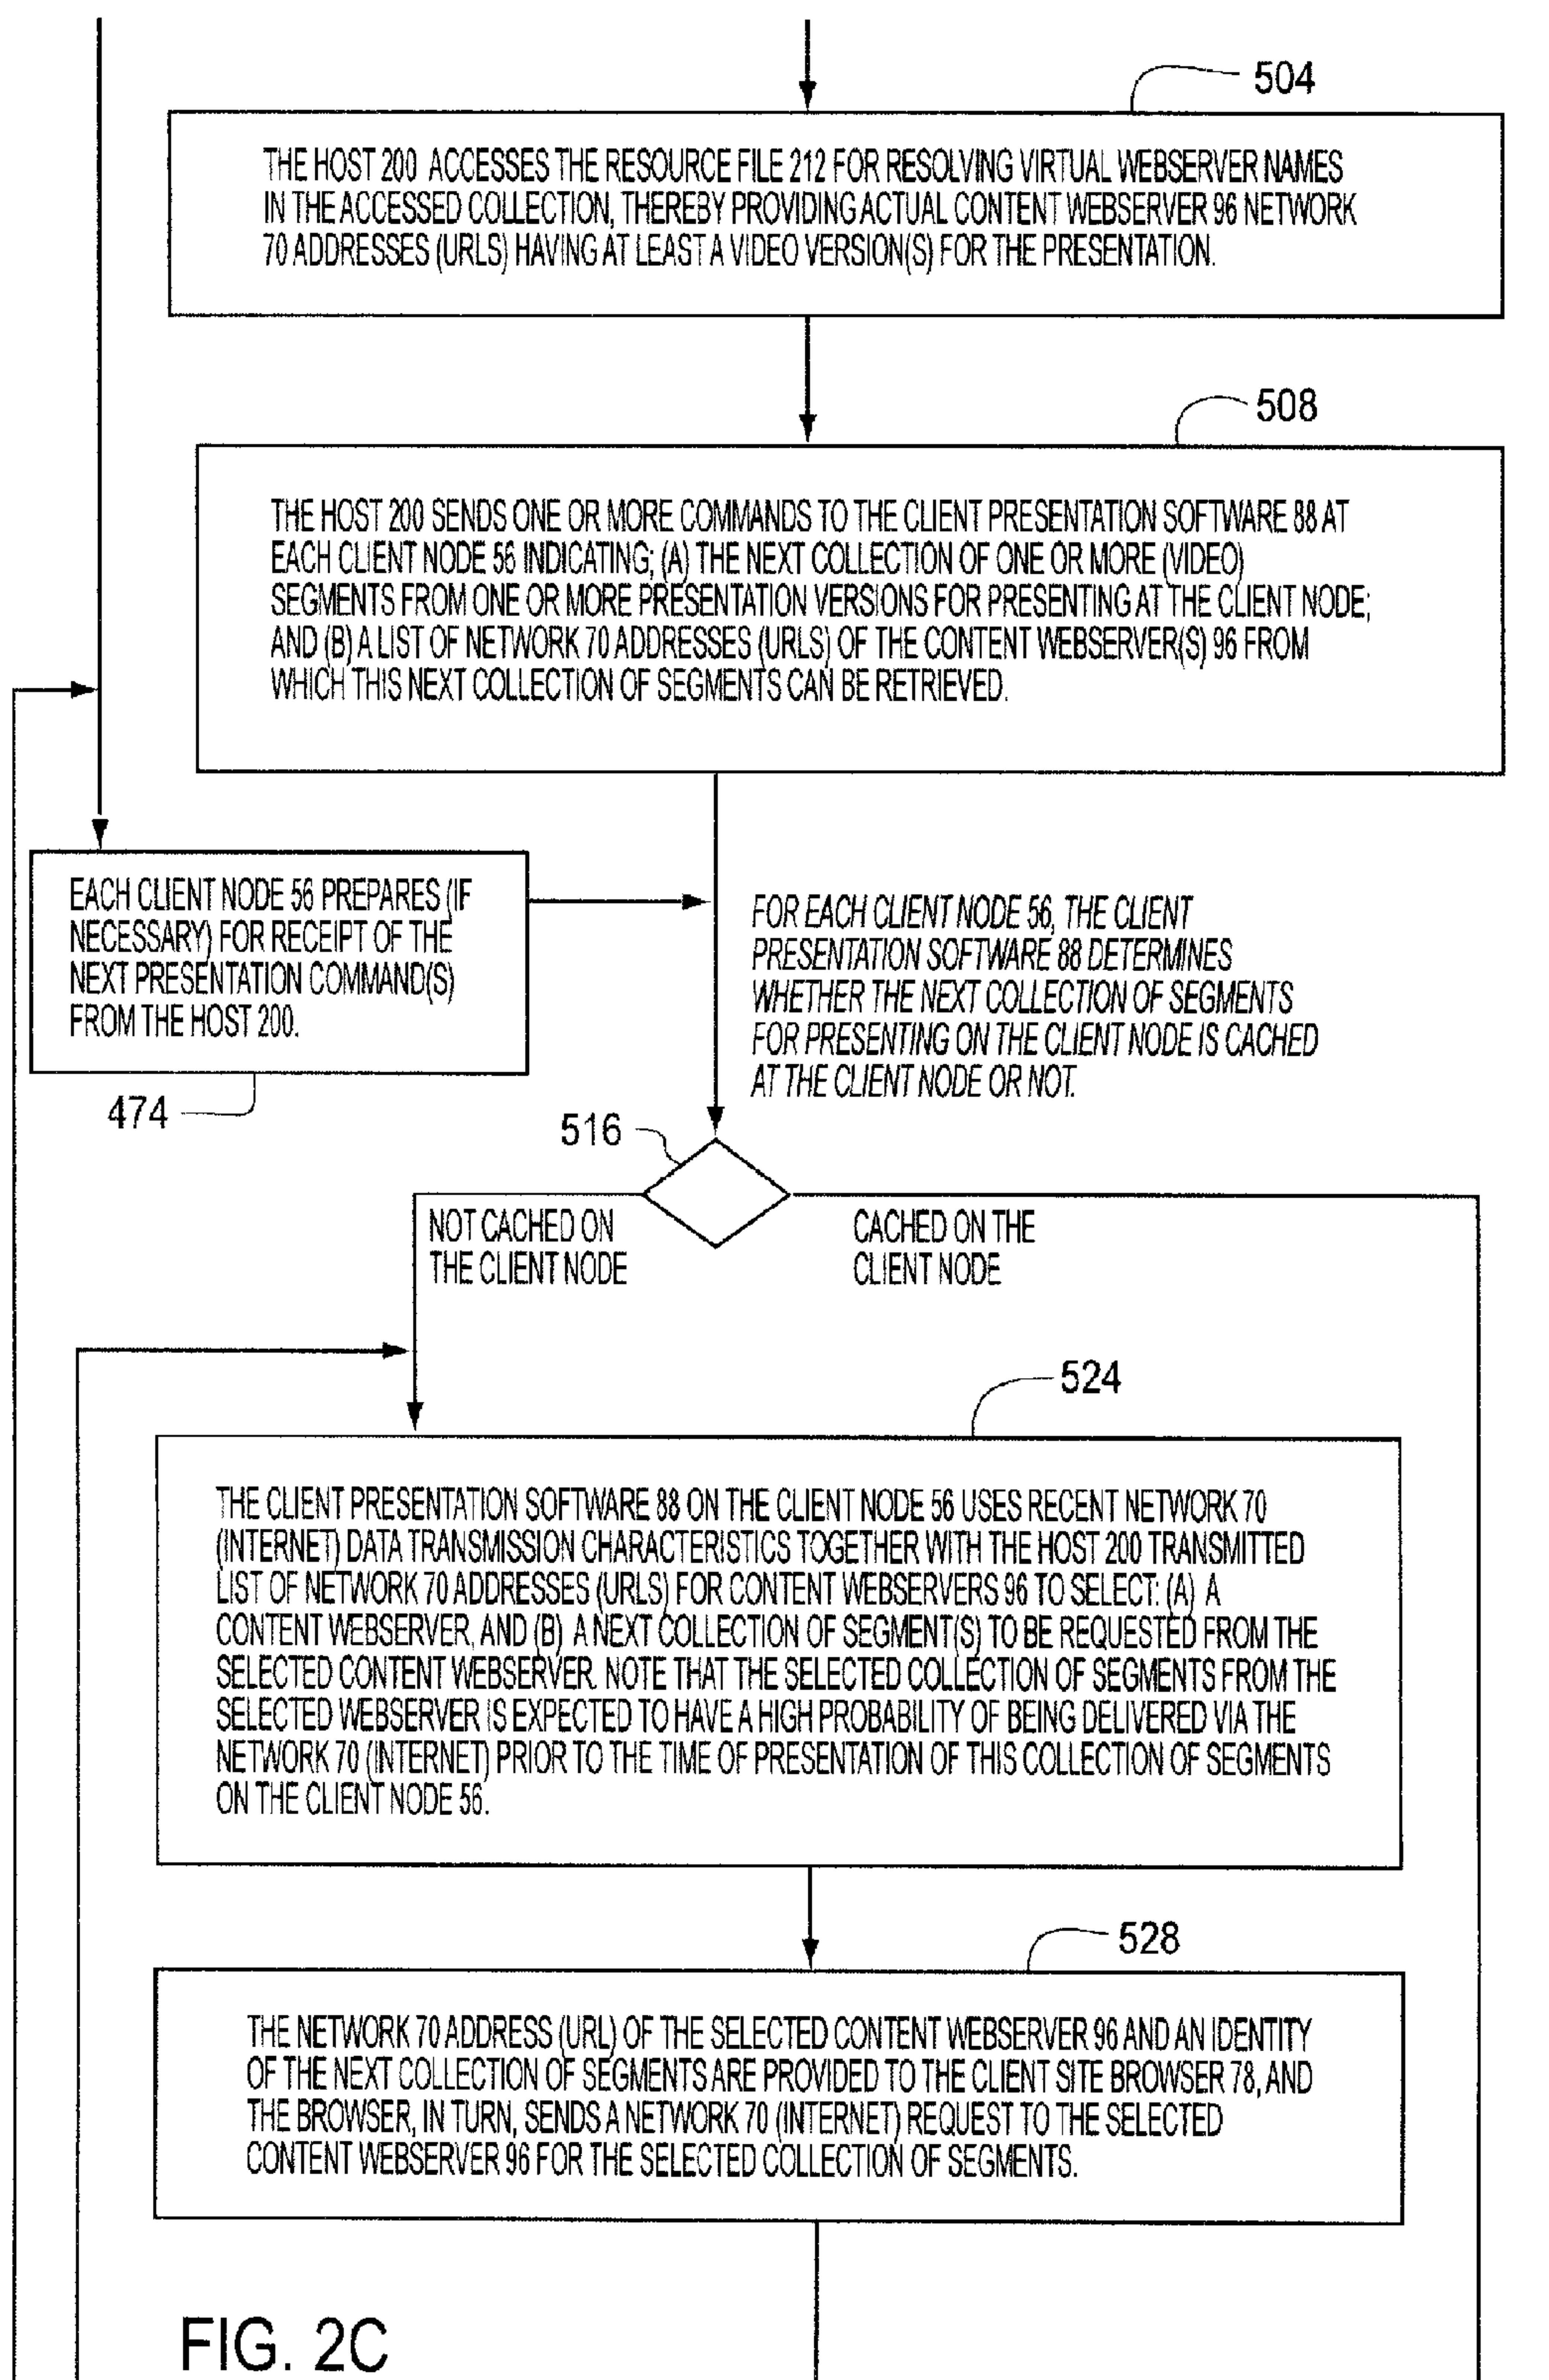 504
THE HOST 200 ACCESSES THE RESOURCE FILE 212 FOR RESOLVING VIRTUAL WEBSERVER NAMES
IN THE ACCESSED COLLECTION, THEREBY PROVIDING ACTUAL CONTENT WEBSERVER 96 NETWORK
70 ADDRESSES (URLS) HAVING AT LEAST A VIDEO VERSION(S) FOR THE PRESENTATION.
508
THE HOST 200 SENDS ONE OR MORE COMMANDS TO THE CLIENT PRESENTATION SOFTWARE 88 AT
EACH CLIENT NODE 56 INDICATING; (A) THE NEXT COLLECTION OF ONE OR MORE (VIDEO)
SEGMENTS FROM ONE OR MORE PRESENTATION VERSIONS FOR PRESENTING AT THE CLIENT NODE;
AND (B) A LIST OF NETWORK 70 ADDRESSES (URLS) OF THE CONTENT WEBSERVER(S) 96 FROM
WHICH THIS NEXT COLLECTION OF SEGMENTS CAN BE RETRIEVED.
EACH CLIENT NODE 56 PREPARES (IF
NECESSARY) FOR RECEIPT OF THE
NEXT PRESENTATION COMMAND(S)
FROM THE HOST 200.
474
FOR EACH CLIENT NODE 56, THE CLIENT
PRESENTATION SOFTWARE 88 DETERMINES
WHETHER THE NEXT COLLECTION OF SEGMENTS
FOR PRESENTING ON THE CLIENT NODE IS CACHED
AT THE CLIENT NODE OR NOT.
516
NOT CACHED ON
THE CLIENT NODE
CACHED ON THE
CLIENT NODE
524
THE CLIENT PRESENTATION SOFTWARE 88 ON THE CLIENT NODE 56 USES RECENT NETWORK 70
(INTERNET) DATA TRANSMISSION CHARACTERISTICS TOGETHER WITH THE HOST 200 TRANSMITTED
LIST OF NETWORK 70 ADDRESSES (URLS) FOR CONTENT WEBSERVERS 96 TO SELECT: (A) A
CONTENT WEBSERVER, AND (B) A NEXT COLLECTION OF SEGMENT(S) TO BE REQUESTED FROM THE
SELECTED CONTENT WEBSERVER. NOTE THAT THE SELECTED COLLECTION OF SEGMENTS FROM THE
SELECTED WEBSERVER IS EXPECTED TO HAVE A HIGH PROBABILITY OF BEING DELIVERED VIA THE
NETWORK 70 (INTERNET) PRIOR TO THE TIME OF PRESENTATION OF THIS COLLECTION OF SEGMENTS
ON THE CLIENT NODE 56.
528
THE NETWORK 70 ADDRESS (URL) OF THE SELECTED CONTENT WEBSERVER 96 AND AN IDENTITY
OF THE NEXT COLLECTION OF SEGMENTS ARE PROVIDED TO THE CLIENT SITE BROWSER 78, AND
THE BROWSER, IN TURN, SENDS A NETWORK 70 (INTERNET) REQUEST TO THE SELECTED
CONTENT WEBSERVER 96 FOR THE SELECTED COLLECTION OF SEGMENTS.
FIG. 2C